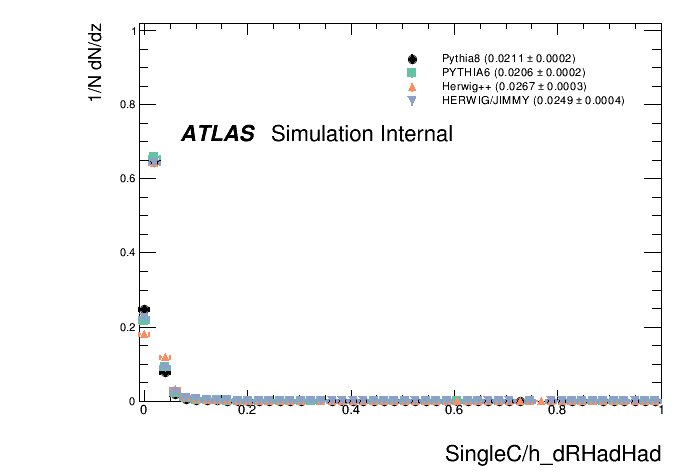 1/N dN/dz
1
0.8
0.6
0.4
0.2
0
Pythia8 (0.0211 ± 0.0002)
PYTHIA6 (0.0206 ± 0.0002)
Herwig++ (0.0267 ± 0.0003)
HERWIG/JIMMY (0.0249 ± 0.0004)
ATLAS Simulation Internal
0 0.2 0.4 0.6 0.8 1
SingleC/h_dRHadHad